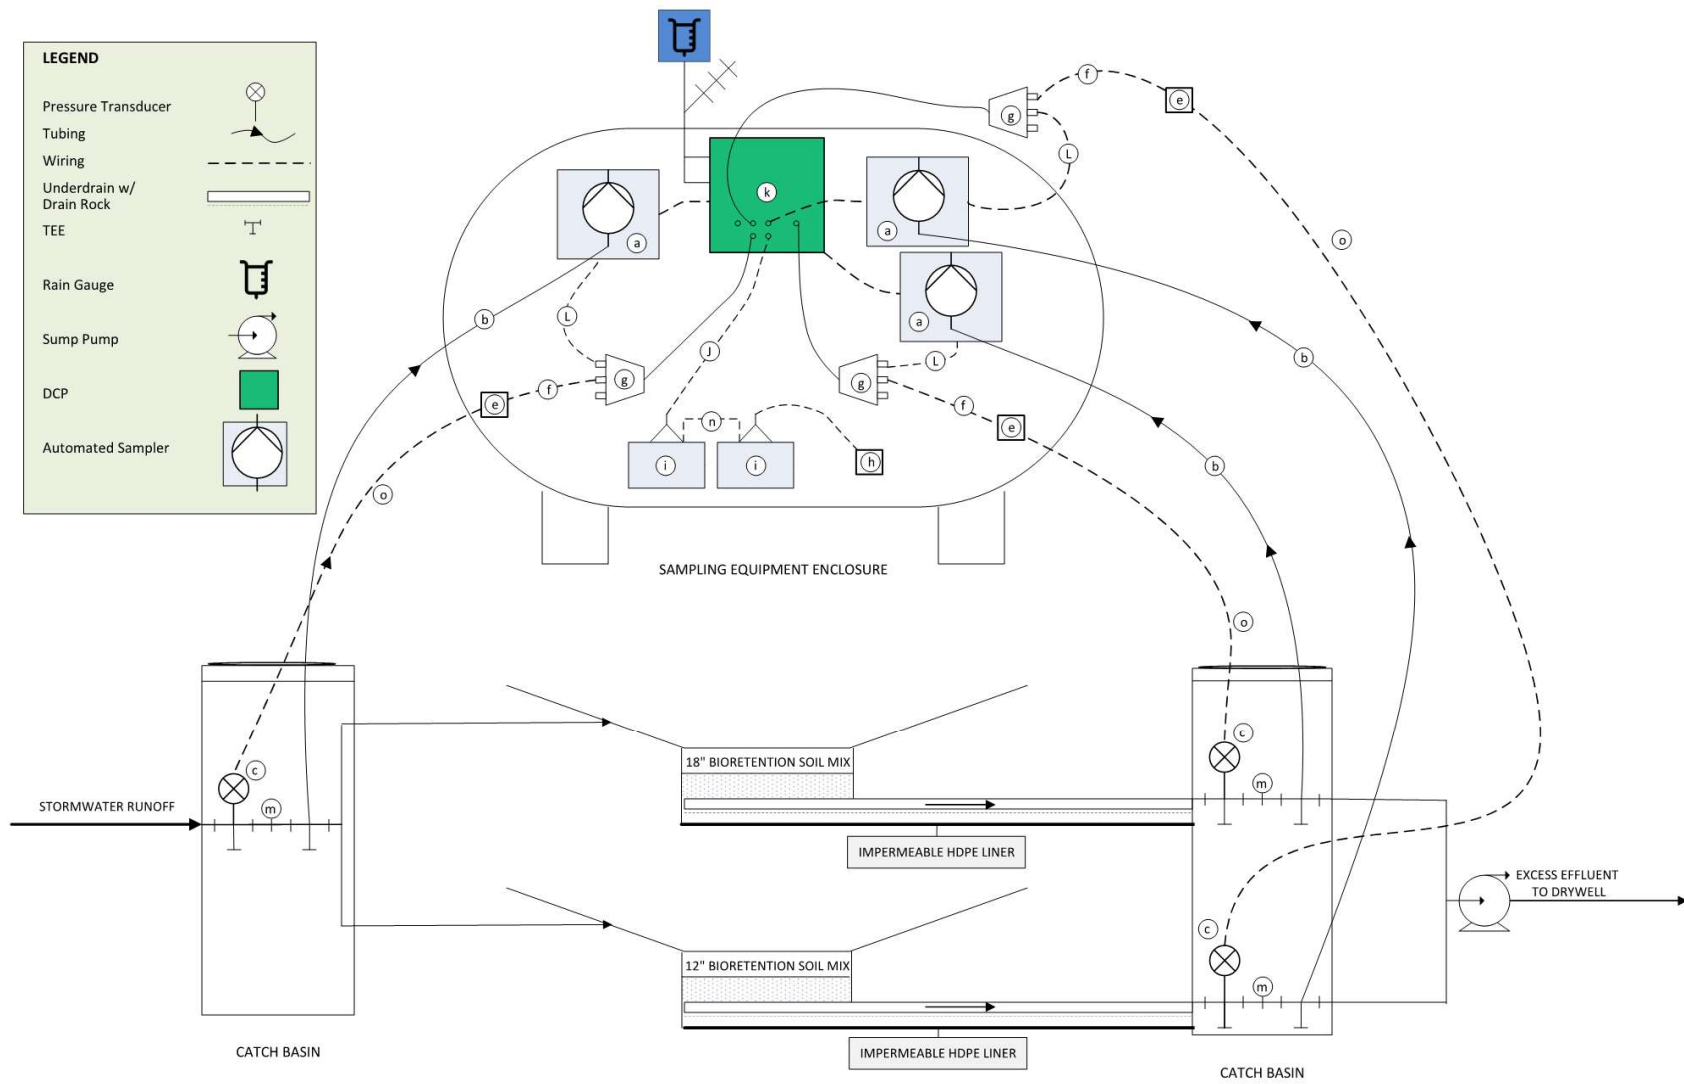 LEGEND
Pressure Transducer
Tubing
Wiring
Underdrain w/
Drain Rock
TEE
Rain Gauge
Sump Pump
DCP
Automated Sampler
f
e
g
L
k
a
a
o
b
L
a
J
L
b
g
g
e
f
f
e
n
i
i
h
b
o
SAMPLING EQUIPMENT ENCLOSURE
o
c
c
m
STORMWATER RUNOFF
18" BIORETENTION SOIL MIX
m
IMPERMEABLE HDPE LINER
EXCESS EFFLUENT
TO DRYWELL
c
12" BIORETENTION SOIL MIX
m
IMPERMEABLE HDPE LINER
CATCH BASIN
CATCH BASIN